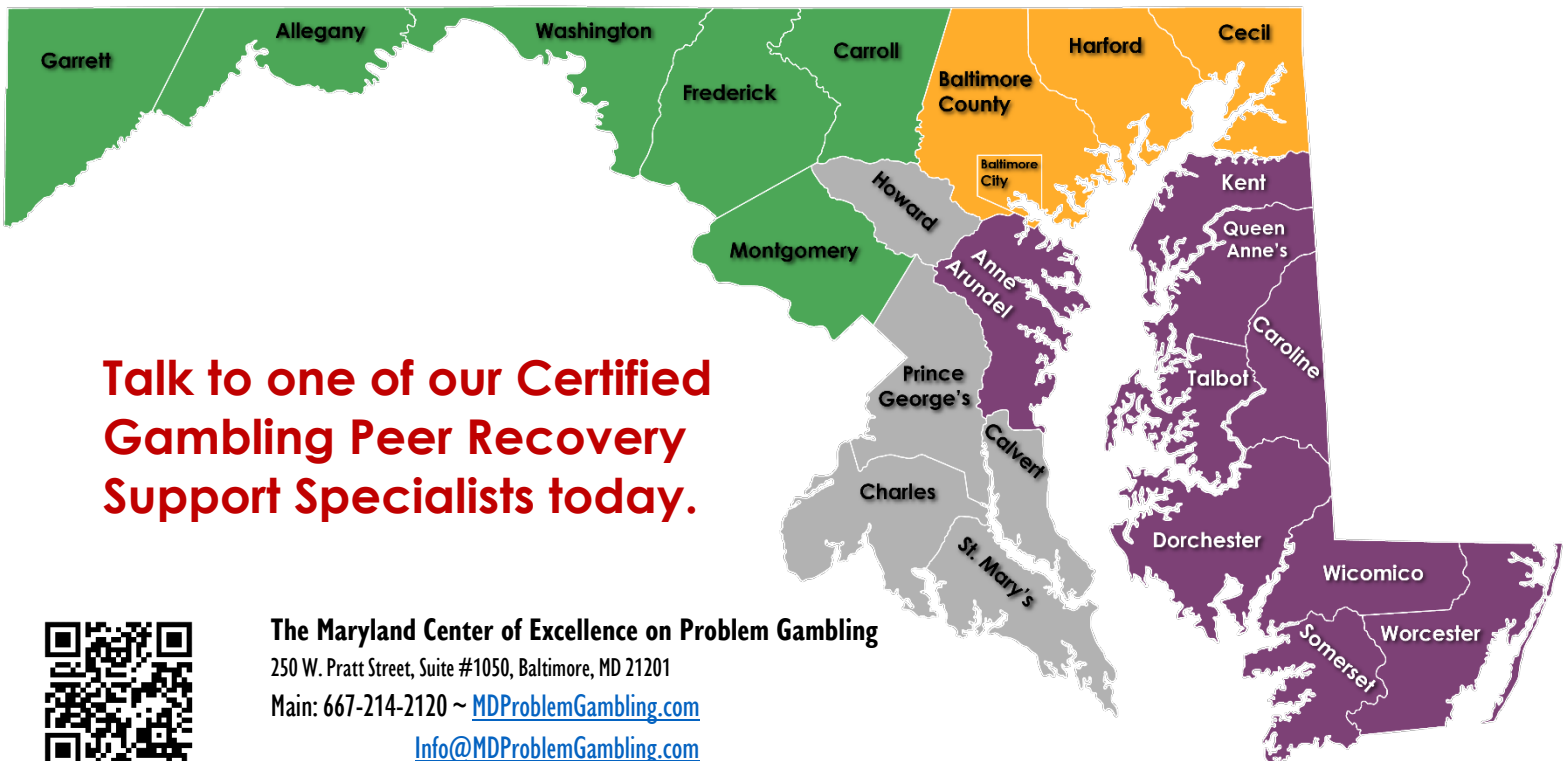 Garrett
Allegany
Washington
Frederick
Carroll
Baltimore
County
Harford
Cecil
Baltimore
City
Howard
Montgomery
Anne
Arundel
Kent
Queen
Anne's
Caroline
Talbot
Prince
George's
Calvert
Charles
St. Mary's
Dorchester
Wicomico
Somerset
Worcester
Talk to one of our Certified
Gambling Peer Recovery
Support Specialists today.
The Maryland Center of Excellence on Problem Gambling
250 W. Pratt Street, Suite #1050, Baltimore, MD 21201
Main: 667-214-2120 ~ MDProblemGambling.com
Info@MDProblemGambling.com